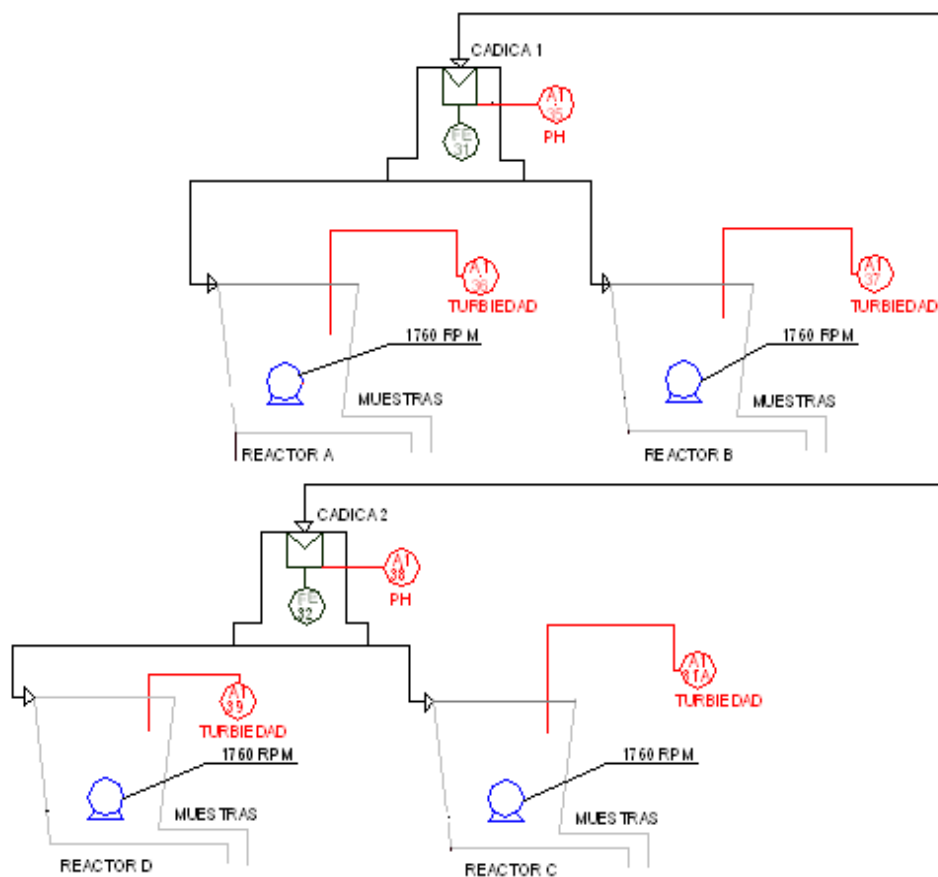 CADICA 1
AT
35
PH
FE
31
AT
36
TURBIEDAD
AT
37
TURBIEDAD
1760 RPM
1760 RPM
MUESTRAS
MUESTRAS
REACTOR A
REACTOR B
CADICA 2
AT
38
PH
FE
32
AT
39
TURBIEDAD
AT
TURBIEDAD
1760 RPM
1760 RPM
MUESTRAS
MUESTRAS
REACTOR D
REACTOR C